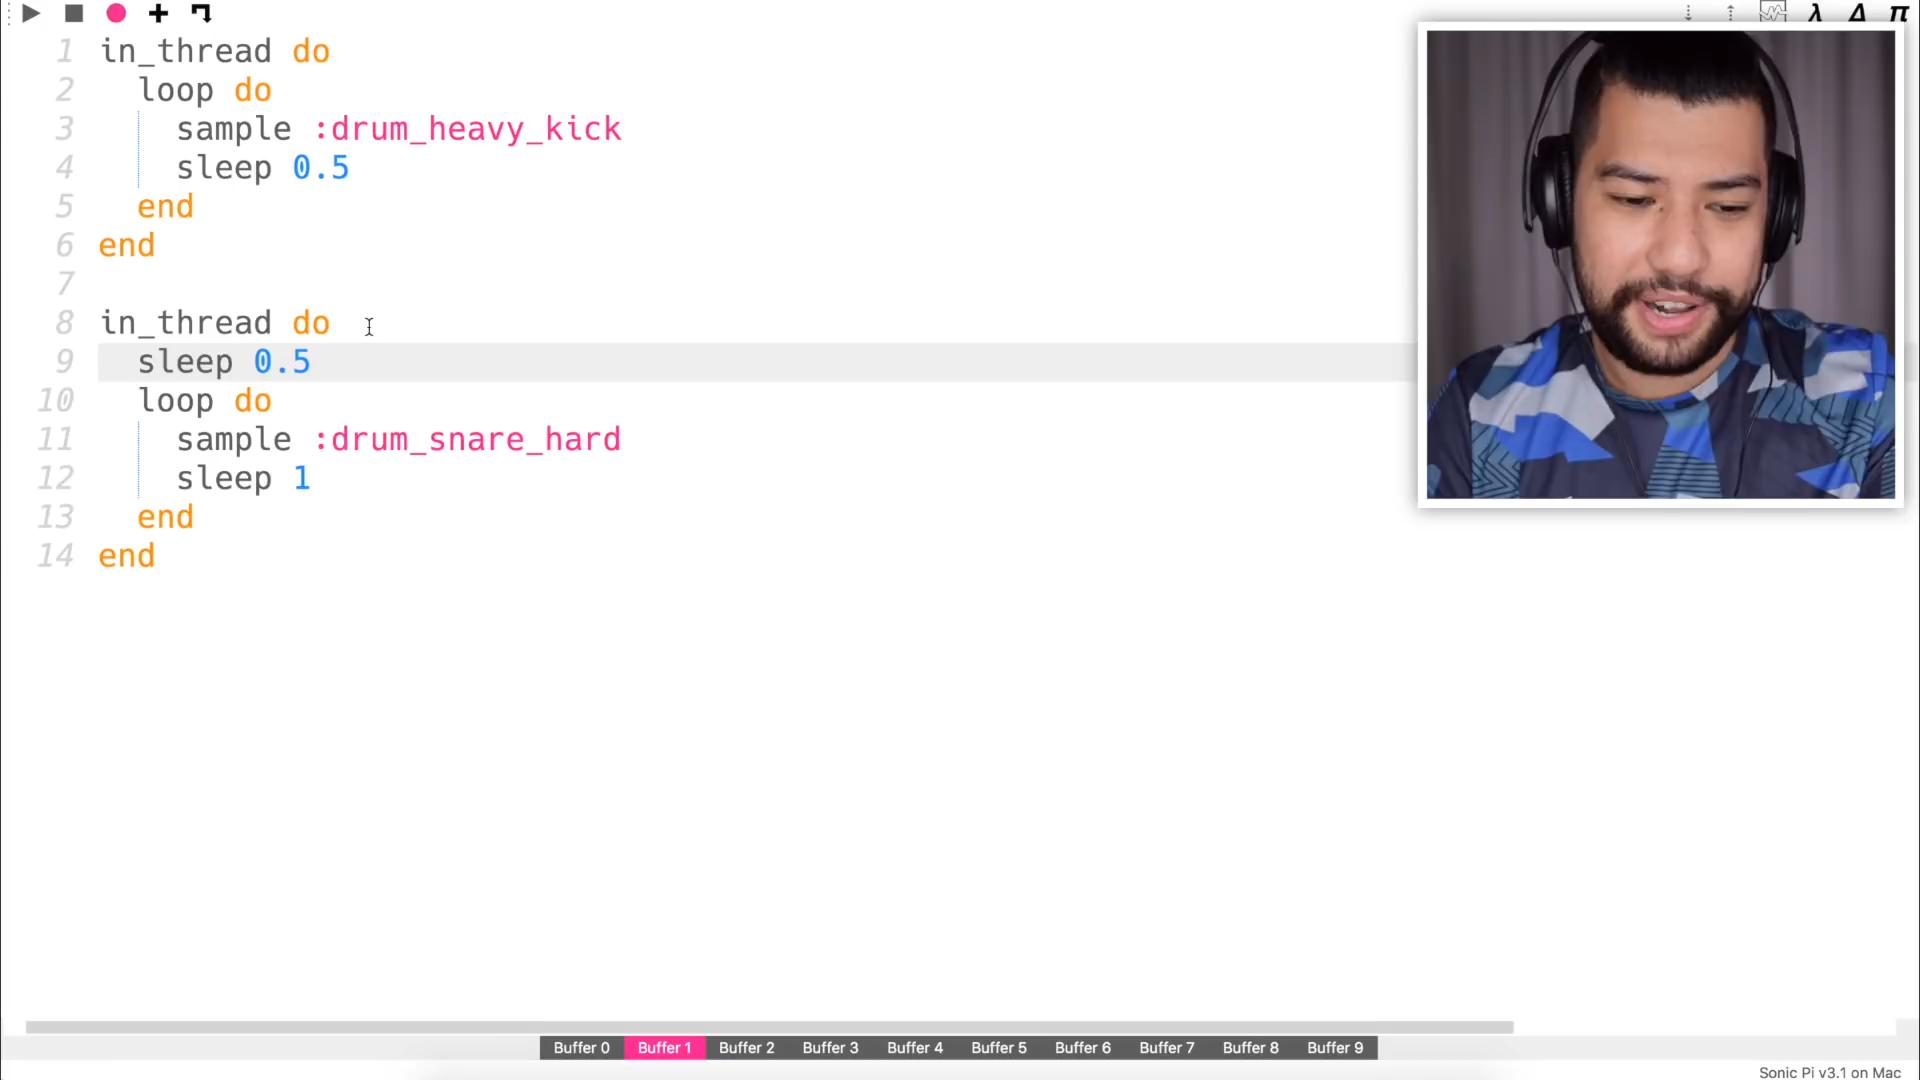 λ Δ π
1 in_thread do
2 loop do
3 sample :drum_heavy_kick
4 sleep 0.5
5 end
6 end
7
8 in_thread do
9 sleep 0.5
10 loop do
11 sample :drum_snare_hard
12 sleep 1
13 end
14 end
Buffer 0 Buffer 1 Buffer 2 Buffer 3 Buffer 4 Buffer 5 Buffer 6 Buffer 7 Buffer 8 Buffer 9
Sonic Pi v3.1 on Mac